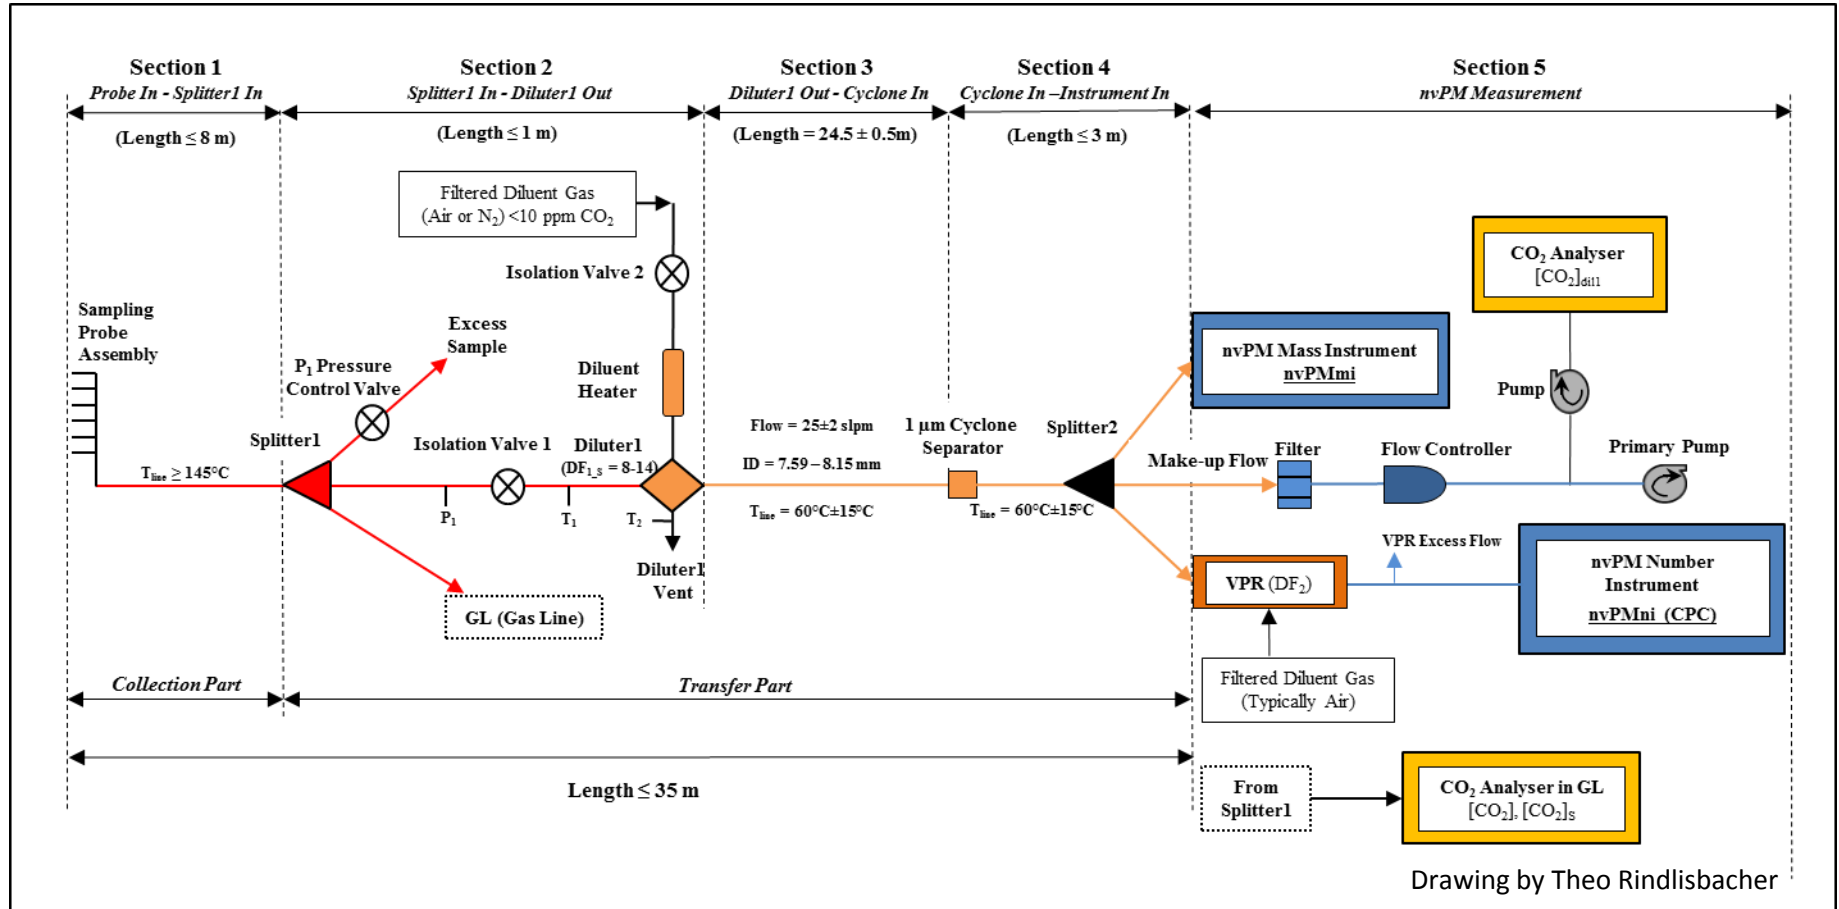 Section 1
Probe In - Splitter1 In
(Length ≤ 8 m)
Section 2
Splitter1 In - Diluter1 Out
(Length ≤ 1 m)
Section 3
Diluter1 Out - Cyclone In
(Length = 24.5 ± 0.5m)
Section 4
Cyclone In –Instrument In
(Length ≤ 3 m)
Section 5
nvPM Measurement
Filtered Diluent Gas
(Air or N₂) <10 ppm CO₂
Isolation Valve 2
Sampling
Probe
Assembly
Excess
Sample
P₁ Pressure
Control Valve
Diluent
Heater
Splitter1
Isolation Valve 1
Diluter1
(DF₁_S = 8-14)
Tline ≥ 145°C
P₁
T₁
T₂
Diluter1
Vent
GL (Gas Line)
Flow = 25±2 slpm
ID = 7.59 – 8.15 mm
Tline = 60°C±15°C
1 µm Cyclone
Separator
Splitter2
Tline = 60°C±15°C
CO₂ Analyser
[CO₂]dil1
nvPM Mass Instrument
nvPMmi
Pump
Make-up Flow
Filter
Flow Controller
Primary Pump
VPR Excess Flow
VPR (DF₂)
nvPM Number
Instrument
nvPMni (CPC)
Filtered Diluent Gas
(Typically Air)
Collection Part
Transfer Part
Length ≤ 35 m
From
Splitter1
CO₂ Analyser in GL
[CO₂], [CO₂]S
Drawing by Theo Rindlisbacher